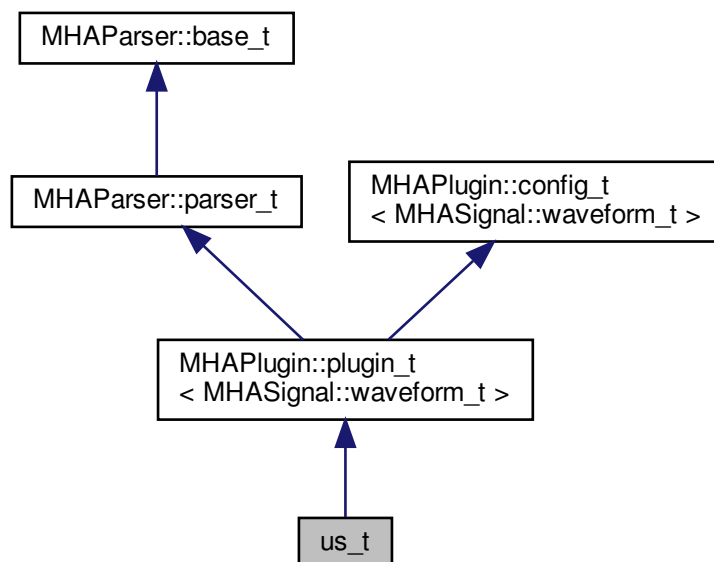 MHAParser::base_t
MHAParser::parser_t
MHAPlugin::config_t
< MHASignal::waveform_t >
MHAPlugin::plugin_t
< MHASignal::waveform_t >
us_t